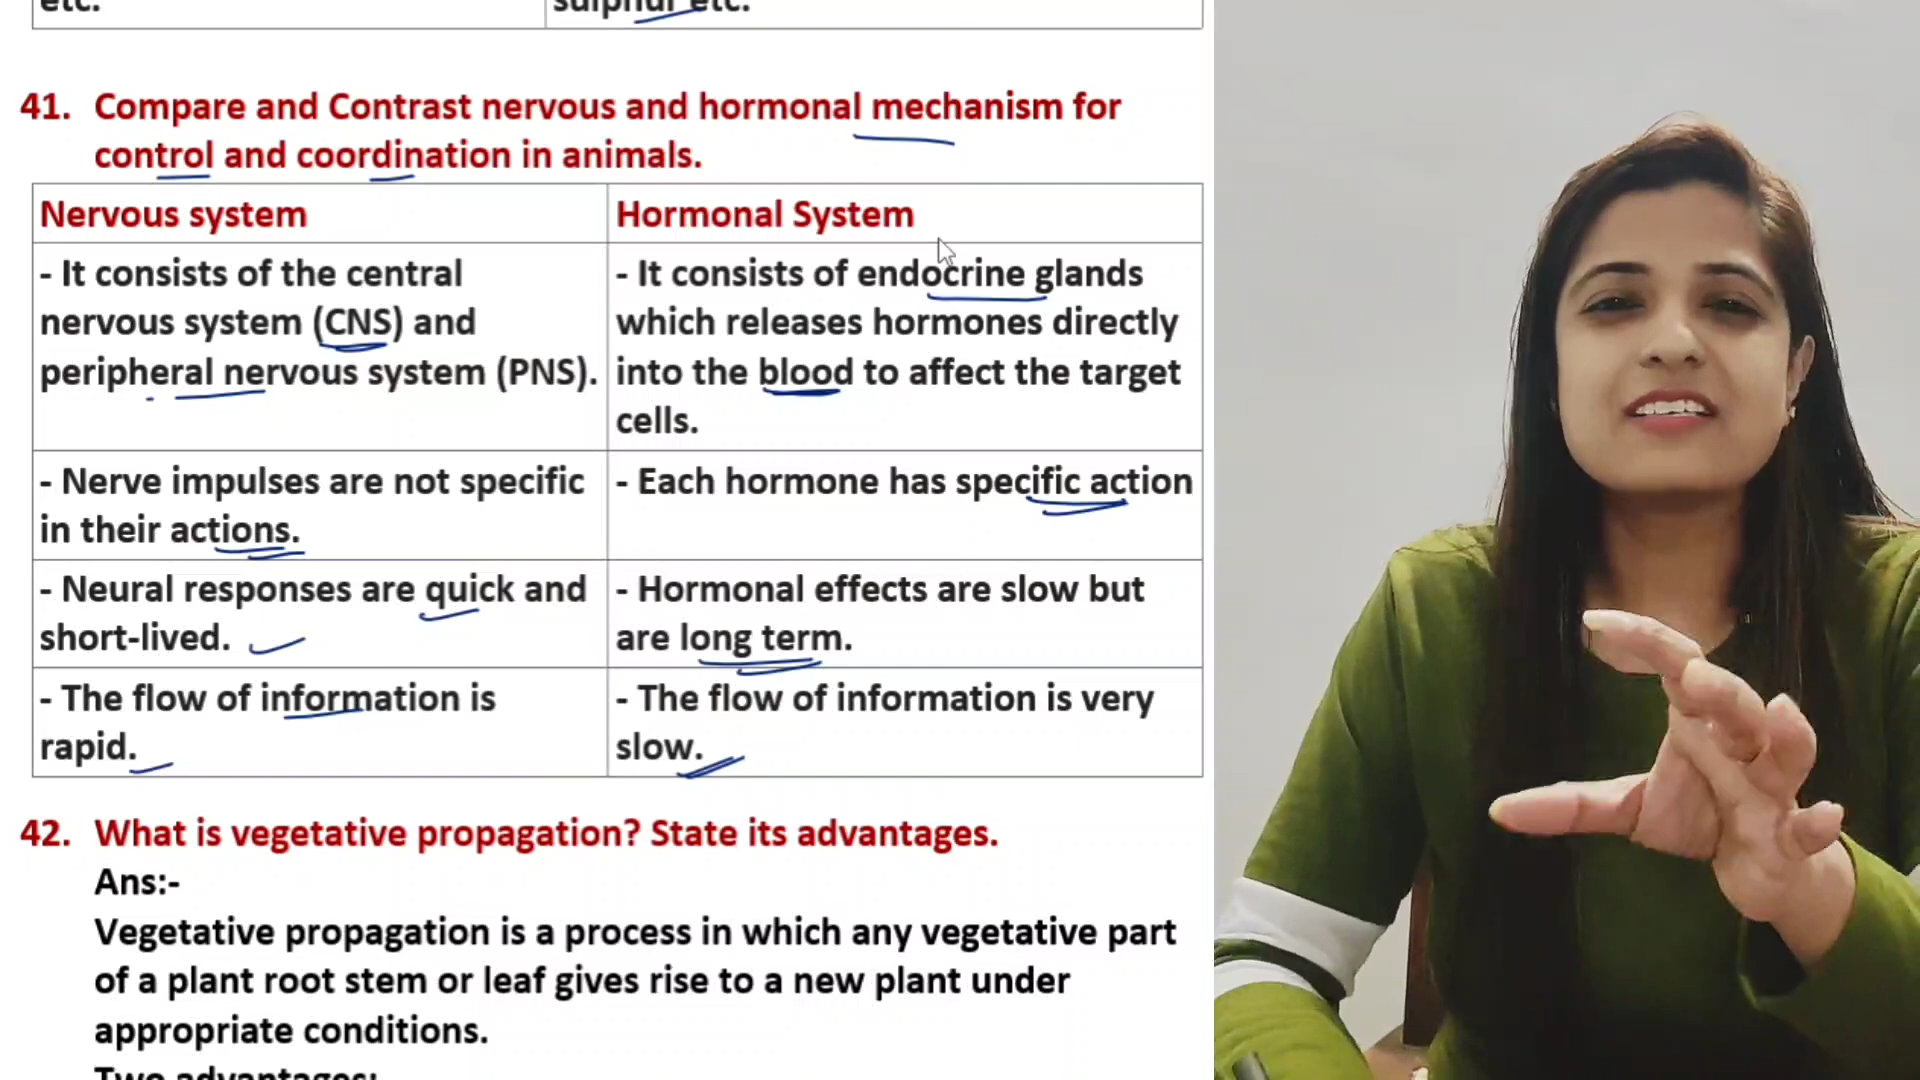 etc.
sulphur etc.
41. Compare and Contrast nervous and hormonal mechanism for
control and coordination in animals.
Nervous system
Hormonal System
- It consists of the central
nervous system (CNS) and
peripheral nervous system (PNS).
- It consists of endocrine glands
which releases hormones directly
into the blood to affect the target
cells.
- Nerve impulses are not specific
in their actions.
- Each hormone has specific action
- Neural responses are quick and
short-lived.
- Hormonal effects are slow but
are long term.
- The flow of information is
rapid.
- The flow of information is very
slow.
42. What is vegetative propagation? State its advantages.
Ans:-
Vegetative propagation is a process in which any vegetative part
of a plant root stem or leaf gives rise to a new plant under
appropriate conditions.
Two advantages: